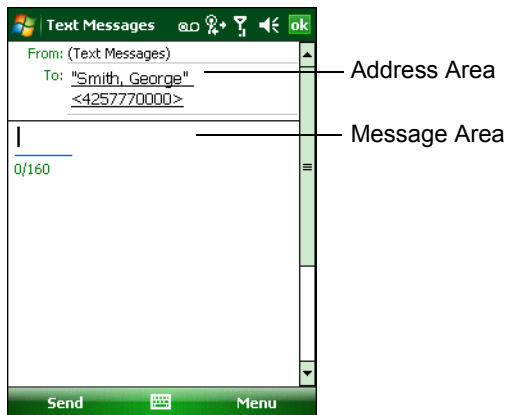 Text Messages ok
From: (Text Messages)
To: "Smith, George"
<4257770000>
Address Area
Message Area
0/160
Send Menu